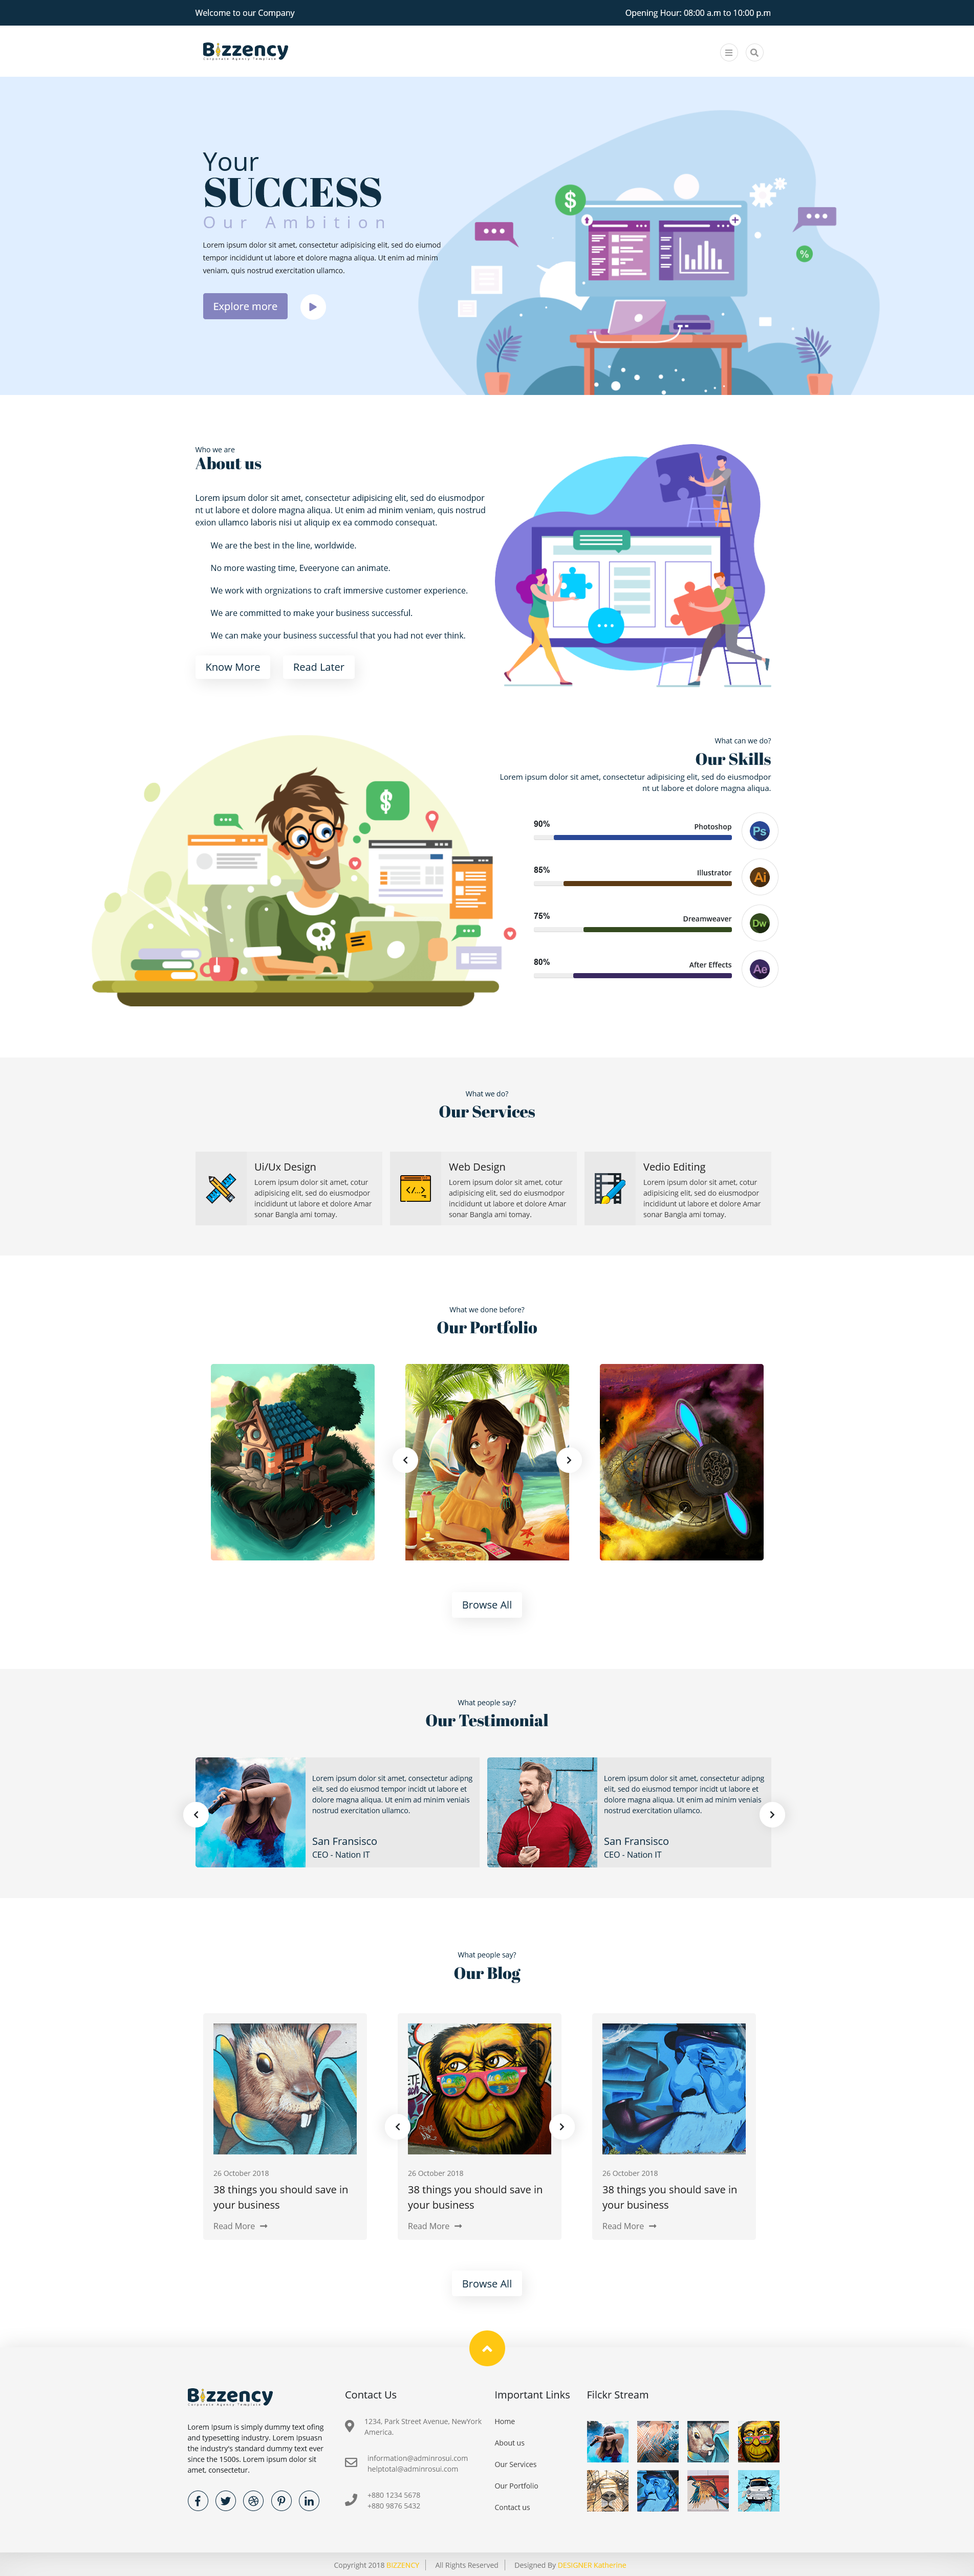 Welcome to our Company
Opening Hour: 08:00 a.m to 10:00 p.m
Bizzency
Corporate Agency Template
Your
SUCCESS
Our Ambition
Lorem ipsum dolor sit amet, consectetur adipisicing elit, sed do eiumod
tempor incididunt ut labore et dolore magna aliqua. Ut enim ad minim
veniam, quis nostrud exercitation ullamco.
Explore more
$
%
Who we are
About us
Lorem ipsum dolor sit amet, consectetur adipisicing elit, sed do eiusmodpor
nt ut labore et dolore magna aliqua. Ut enim ad minim veniam, quis nostrud
exion ullamco laboris nisi ut aliquip ex ea commodo consequat.
We are the best in the line, worldwide.
No more wasting time, Eveeryone can animate.
We work with orgnizations to craft immersive customer experience.
We are committed to make your business successful.
We can make your business successful that you had not ever think.
Know More
Read Later
$
What can we do?
Our Skills
Lorem ipsum dolor sit amet, consectetur adipisicing elit, sed do eiusmodpor
nt ut labore et dolore magna aliqua.
90%
Photoshop
Ps
85%
Illustrator
Ai
75%
Dreamweaver
Dw
80%
After Effects
Ae
What we do?
Our Services
Ui/Ux Design
Lorem ipsum dolor sit amet, cotur
adipisicing elit, sed do eiusmodpor
incididunt ut labore et dolore Amar
sonar Bangla ami tomay.
Web Design
Lorem ipsum dolor sit amet, cotur
adipisicing elit, sed do eiusmodpor
incididunt ut labore et dolore Amar
sonar Bangla ami tomay.
Vedio Editing
Lorem ipsum dolor sit amet, cotur
adipisicing elit, sed do eiusmodpor
incididunt ut labore et dolore Amar
sonar Bangla ami tomay.
What we done before?
Our Portfolio
Browse All
What people say?
Our Testimonial
Lorem ipsum dolor sit amet, consectetur adipng
elit, sed do eiusmod tempor incidt ut labore et
dolore magna aliqua. Ut enim ad minim veniais
nostrud exercitation ullamco.
San Fransisco
CEO - Nation IT
Lorem ipsum dolor sit amet, consectetur adipng
elit, sed do eiusmod tempor incidt ut labore et
dolore magna aliqua. Ut enim ad minim veniais
nostrud exercitation ullamco.
San Fransisco
CEO - Nation IT
What people say?
Our Blog
26 October 2018
38 things you should save in
your business
Read More
26 October 2018
38 things you should save in
your business
Read More
26 October 2018
38 things you should save in
your business
Read More
Browse All
Bizzency
Corporate Agency Template
Lorem Ipsum is simply dummy text ofing
and typesetting industry. Lorem Ipsuasn
the industry's standard dummy text ever
since the 1500s. Lorem ipsum dolor sit
amet, consectetur.
Contact Us
1234, Park Street Avenue, NewYork
America.
information@adminrosui.com
helptotal@adminrosui.com
+880 1234 5678
+880 9876 5432
Important Links
Home
About us
Our Services
Our Portfolio
Contact us
Filckr Stream
Copyright 2018 BIZZENCY
All Rights Reserved
Designed By DESIGNER Katherine